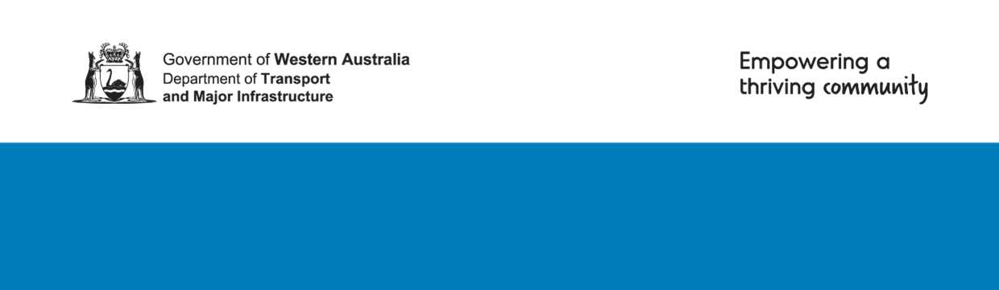 Government of Western Australia
Department of Transport
and Major Infrastructure
Empowering a
thriving community